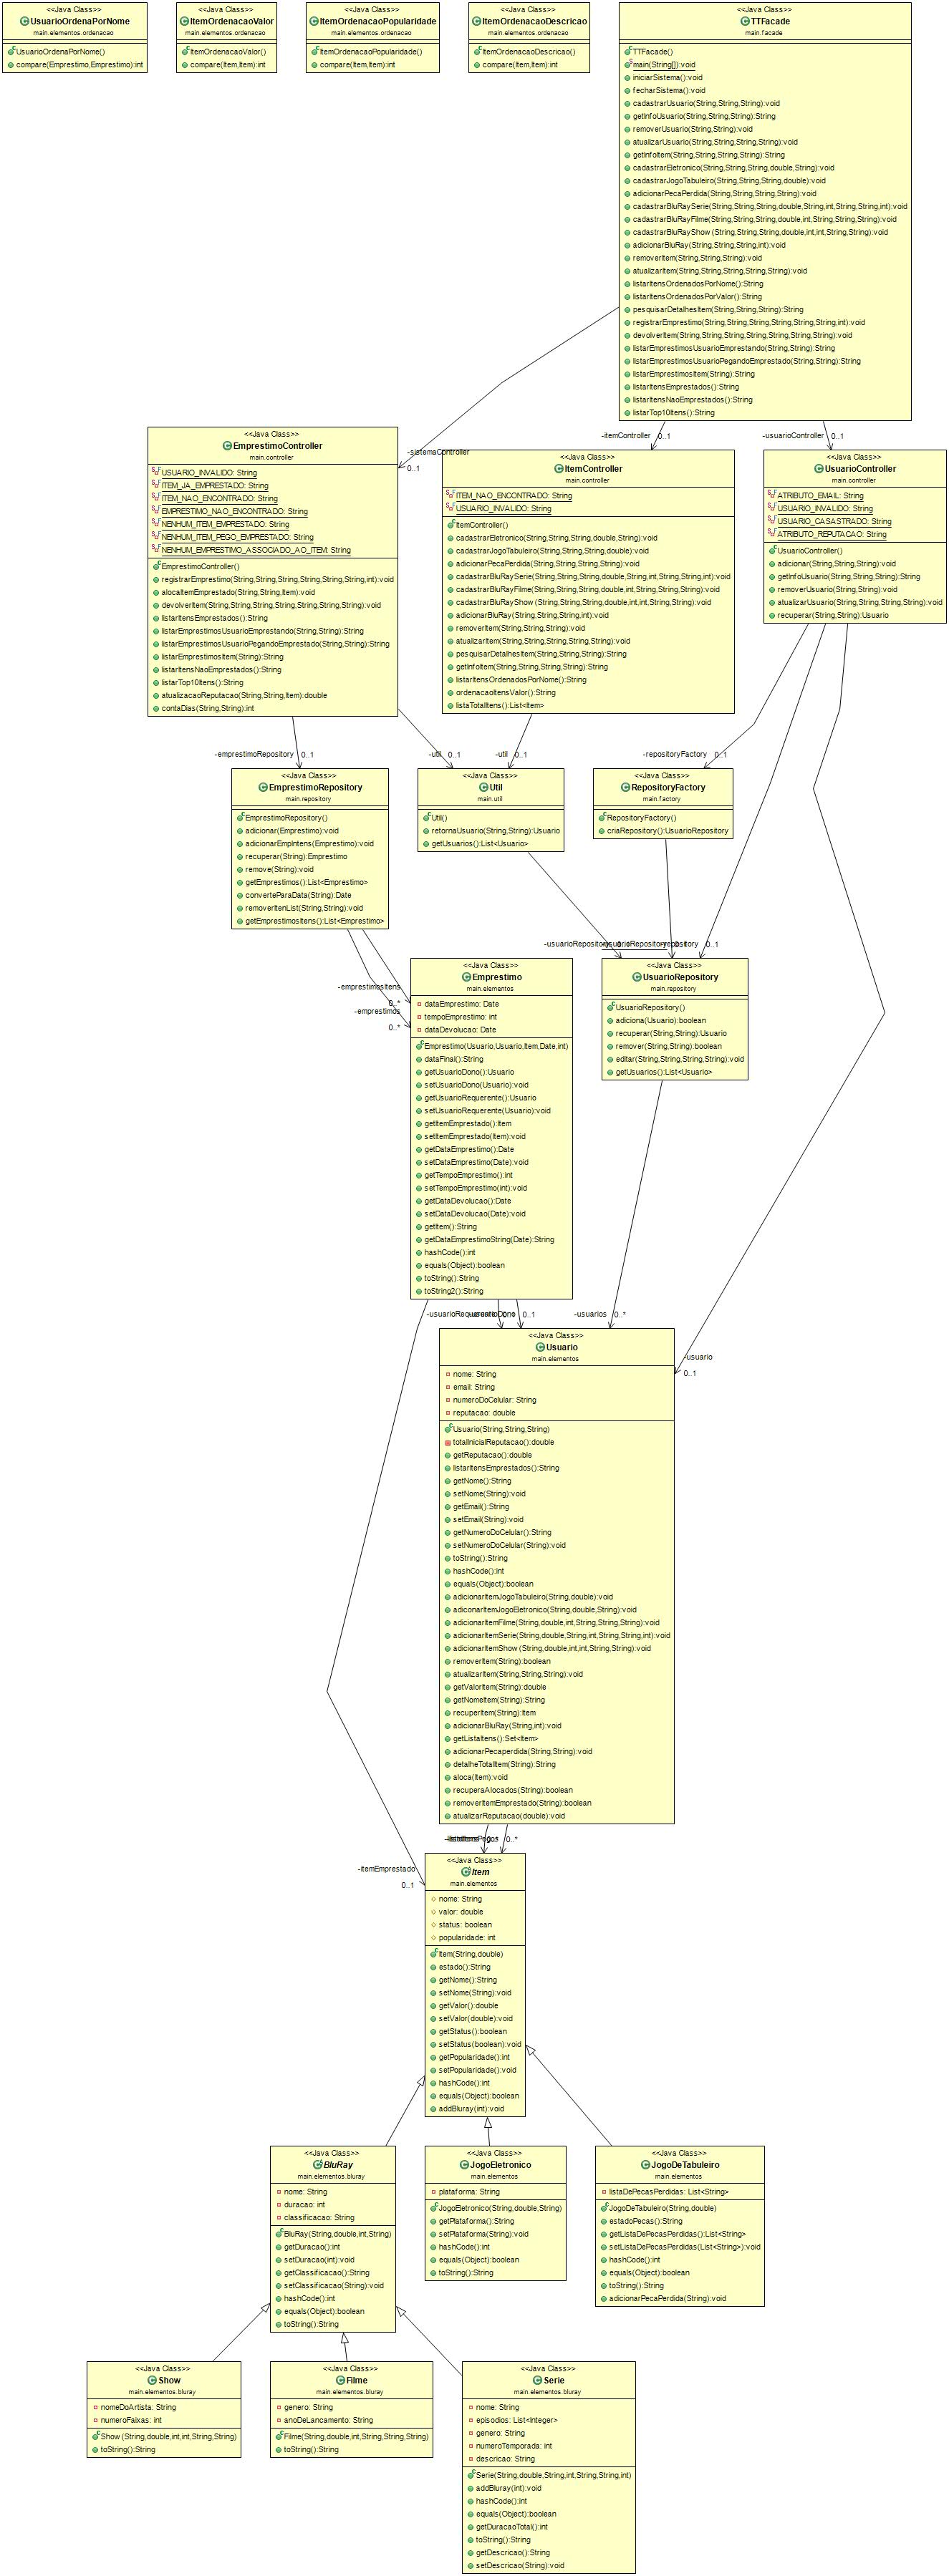 <<Java Class>>
UsuarioOrdenaPorNome
main.elementos.ordenacao
UsuarioOrdenaPorNome()
compare(Emprestimo,Emprestimo):int
<<Java Class>>
ItemOrdenacaoValor
main.elementos.ordenacao
ItemOrdenacaoValor()
compare(Item,Item):int
<<Java Class>>
ItemOrdenacaoPopularidade
main.elementos.ordenacao
ItemOrdenacaoPopularidade()
compare(Item,Item):int
<<Java Class>>
ItemOrdenacaoDescricao
main.elementos.ordenacao
ItemOrdenacaoDescricao()
compare(Item,Item):int
<<Java Class>>
TTFacade
main.facade
TTFacade()
main(String[]):void
iniciarSistema():void
fecharSistema():void
cadastrarUsuario(String,String,String):void
getInfoUsuario(String,String,String):String
removerUsuario(String,String):void
atualizarUsuario(String,String,String,String):void
getInfoItem(String,String,String,String):String
cadastrarEletronico(String,String,String,double,String):void
cadastrarJogoTabuleiro(String,String,String,double):void
adicionarPecaPerdida(String,String,String,String):void
cadastrarBluRaySerie(String,String,String,double,String,int,String,String,int):void
cadastrarBluRayFilme(String,String,String,double,int,String,String,String):void
cadastrarBluRayShow (String,String,String,double,int,int,String,String):void
adicionarBluRay(String,String,String,int):void
removerItem(String,String,String):void
atualizarItem(String,String,String,String,String):void
listarItensOrdenadosPorNome():String
listarItensOrdenadosPorValor():String
pesquisarDetalhesItem(String,String,String):String
registrarEmprestimo(String,String,String,String,String,String,int):void
devolverItem(String,String,String,String,String,String,String):void
listarEmprestimosUsuarioEmprestando(String,String):String
listarEmprestimosUsuarioPegandoEmprestado(String,String):String
listarEmprestimosItem(String):String
listarItensEmprestados():String
listarItensNaoEmprestados():String
listarTop10Itens():String
-sistemaController
0..1
-itemController 0..1
-usuarioController 0..1
<<Java Class>>
EmprestimoController
main.controller
USUARIO_INVALIDO: String
ITEM_JA_EMPRESTADO: String
ITEM_NAO_ENCONTRADO: String
EMPRESTIMO_NAO_ENCONTRADO: String
NENHUM_ITEM_EMPRESTADO: String
NENHUM_ITEM_PEGO_EMPRESTADO: String
NENHUM_EMPRESTIMO_ASSOCIADO_AO_ITEM: String
EmprestimoController()
registrarEmprestimo(String,String,String,String,String,String,int):void
alocaItemEmprestado(String,String,Item):void
devolverItem(String,String,String,String,String,String,String):void
listarItensEmprestados():String
listarEmprestimosUsuarioEmprestando(String,String):String
listarEmprestimosUsuarioPegandoEmprestado(String,String):String
listarEmprestimosItem(String):String
listarItensNaoEmprestados():String
listarTop10Itens():String
atualizacaoReputacao(String,String,Item):double
contaDias(String,String):int
<<Java Class>>
ItemController
main.controller
ITEM_NAO_ENCONTRADO: String
USUARIO_INVALIDO: String
ItemController()
cadastrarEletronico(String,String,String,double,String):void
cadastrarJogoTabuleiro(String,String,String,double):void
adicionarPecaPerdida(String,String,String,String):void
cadastrarBluRaySerie(String,String,String,double,String,int,String,String,int):void
cadastrarBluRayFilme(String,String,String,double,int,String,String,String):void
cadastrarBluRayShow (String,String,String,double,int,int,String,String):void
adicionarBluRay(String,String,String,int):void
removerItem(String,String,String):void
atualizarItem(String,String,String,String,String):void
pesquisarDetalhesItem(String,String,String):String
getInfoItem(String,String,String,String):String
listarItensOrdenadosPorNome():String
ordenacaoItensValor():String
listaTotalItens():List<Item>
<<Java Class>>
UsuarioController
main.controller
ATRIBUTO_EMAIL: String
USUARIO_INVALIDO: String
USUARIO_CASASTRADO: String
ATRIBUTO_REPUTACAO: String
UsuarioController()
adicionar(String,String,String):void
getInfoUsuario(String,String,String):String
removerUsuario(String,String):void
atualizarUsuario(String,String,String,String):void
recuperar(String,String):Usuario
-emprestimoRepository 0..1
-util 0..1
-util 0..1
-repositoryFactory 0..1
<<Java Class>>
EmprestimoRepository
main.repository
EmprestimoRepository()
adicionar(Emprestimo):void
adicionarEmpIntens(Emprestimo):void
recuperar(String):Emprestimo
remove(String):void
getEmprestimos():List<Emprestimo>
converteParaData(String):Date
removerItenList(String,String):void
getEmprestimosItens():List<Emprestimo>
<<Java Class>>
Util
main.util
Util()
retornaUsuario(String,String):Usuario
getUsuarios():List<Usuario>
<<Java Class>>
RepositoryFactory
main.factory
RepositoryFactory()
criaRepository():UsuarioRepository
-emprestimosItens
0..*
-emprestimos
0..*
0..1
<<Java Class>>
Emprestimo
main.elementos
dataEmprestimo: Date
tempoEmprestimo: int
dataDevolucao: Date
Emprestimo(Usuario,Usuario,Item,Date,int)
dataFinal():String
getUsuarioDono():Usuario
setUsuarioDono(Usuario):void
getUsuarioRequerente():Usuario
setUsuarioRequerente(Usuario):void
getItemEmprestado():Item
setItemEmprestado(Item):void
getDataEmprestimo():Date
setDataEmprestimo(Date):void
getTempoEmprestimo():int
setTempoEmprestimo(int):void
getDataDevolucao():Date
setDataDevolucao(Date):void
getItem():String
getDataEmprestimoString(Date):String
hashCode():int
equals(Object):boolean
toString():String
toString2():String
<<Java Class>>
UsuarioRepository
main.repository
UsuarioRepository()
adiciona(Usuario):boolean
recuperar(String,String):Usuario
remover(String,String):boolean
editar(String,String,String,String):void
getUsuarios():List<Usuario>
0..1
-usuarios 0..*
-usuario
0..1
<<Java Class>>
Usuario
main.elementos
nome: String
email: String
numeroDoCelular: String
reputacao: double
Usuario(String,String,String)
totalInicialReputacao():double
getReputacao():double
listarItensEmprestados():String
getNome():String
setNome(String):void
getEmail():String
setEmail(String):void
getNumeroDoCelular():String
setNumeroDoCelular(String):void
toString():String
hashCode():int
equals(Object):boolean
adicionarItemJogoTabuleiro(String,double):void
adicionarItemJogoEletronico(String,double,String):void
adicionarItemFilme(String,double,int,String,String,String):void
adicionarItemSerie(String,double,String,int,String,String,int):void
adicionarItemShow (String,double,int,int,String,String):void
removerItem(String):boolean
atualizarItem(String,String,String):void
getValorItem(String):double
getNomeItem(String):String
recuperItem(String):Item
adicionarBluRay(String,int):void
getListaItens():Set<Item>
adicionarPecaperdida(String,String):void
detalheTotalItem(String):String
aloca(Item):void
recuperaAlocados(String):boolean
removerItemEmprestado(String):boolean
atualizarReputacao(double):void
0..*
-itemEmprestado
0..1
<<Java Class>>
Item
main.elementos
nome: String
valor: double
status: boolean
popularidade: int
Item(String,double)
estado():String
getNome():String
setNome(String):void
getValor():double
setValor(double):void
getStatus():boolean
setStatus(boolean):void
getPopularidade():int
setPopularidade():void
hashCode():int
equals(Object):boolean
addBluray(int):void
<<Java Class>>
BluRay
main.elementos.bluray
nome: String
duracao: int
classificacao: String
BluRay(String,double,int,String)
getDuracao():int
setDuracao(int):void
getClassificacao():String
setClassificacao(String):void
hashCode():int
equals(Object):boolean
toString():String
<<Java Class>>
JogoEletronico
main.elementos
plataforma: String
JogoEletronico(String,double,String)
getPlataforma():String
setPlataforma(String):void
hashCode():int
equals(Object):boolean
toString():String
<<Java Class>>
JogoDeTabuleiro
main.elementos
listaDePecasPerdidas: List<String>
JogoDeTabuleiro(String,double)
estadoPecas():String
getListaDePecasPerdidas():List<String>
setListaDePecasPerdidas(List<String>):void
hashCode():int
equals(Object):boolean
toString():String
adicionarPecaPerdida(String):void
<<Java Class>>
Show
main.elementos.bluray
nomeDoArtista: String
numeroFaixas: int
Show (String,double,int,int,String,String)
toString():String
<<Java Class>>
Filme
main.elementos.bluray
genero: String
anoDeLancamento: String
Filme(String,double,int,String,String,String)
toString():String
<<Java Class>>
Serie
main.elementos.bluray
nome: String
episodios: List<Integer>
genero: String
numeroTemporada: int
descricao: String
Serie(String,double,String,int,String,String,int)
addBluray(int):void
hashCode():int
equals(Object):boolean
getDuracaoTotal():int
toString():String
getDescricao():String
setDescricao(String):void